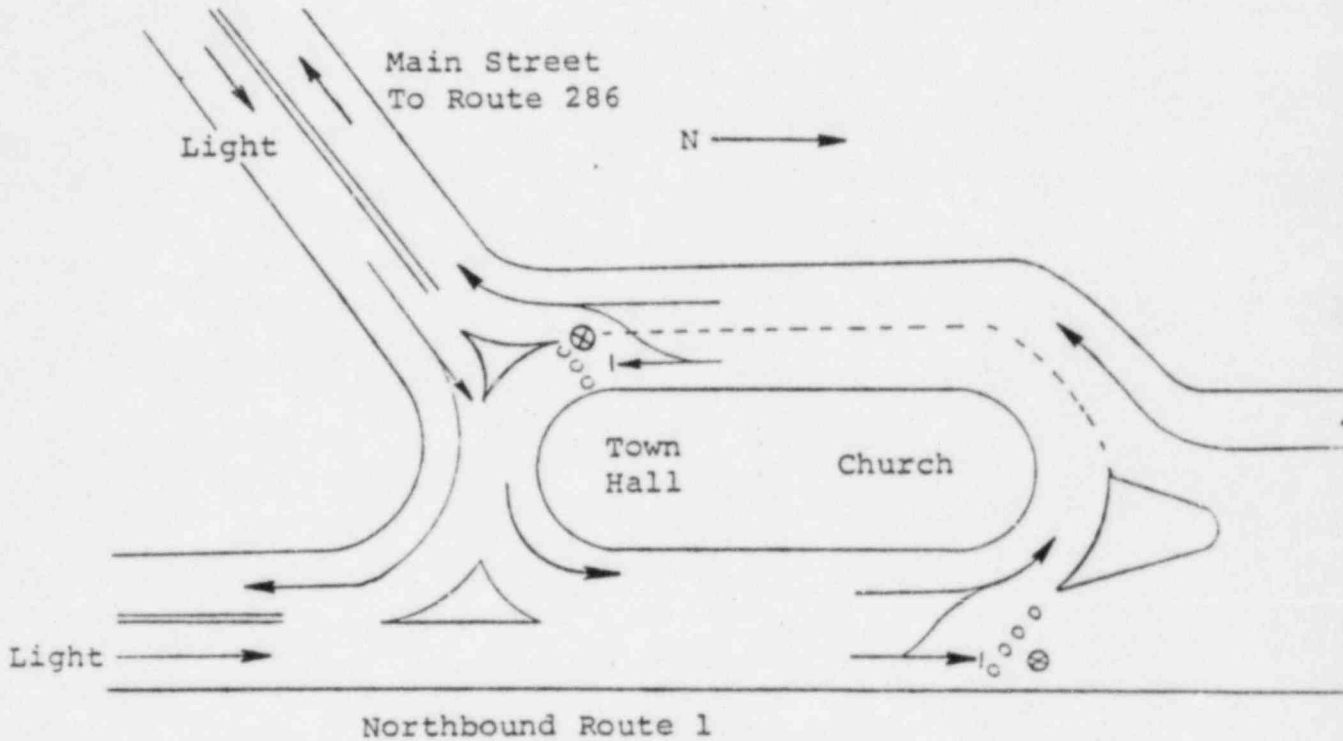 Main Street
To Route 286
Light
N
Town
Hall
Church
Light
Northbound Route 1